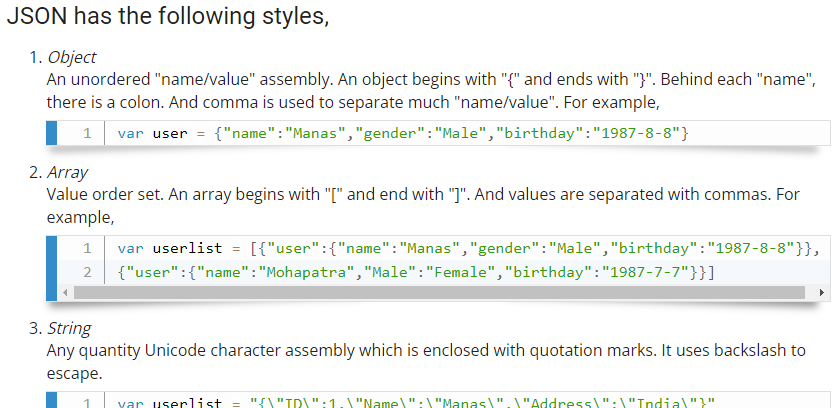 JSON has the following styles,
1. Object
An unordered "name/value" assembly. An object begins with "{" and ends with "}". Behind each "name",
there is a colon. And comma is used to separate much "name/value". For example,
1 var user = {"name":"Manas","gender":"Male","birthday":"1987-8-8"}
2. Array
Value order set. An array begins with "[" and end with "]". And values are separated with commas. For
example,
1 var userlist = [{"user":{"name":"Manas","gender":"Male","birthday":"1987-8-8"}},
2 {"user":{"name":"Mohapatra","Male":"Female","birthday":"1987-7-7"}}]
3. String
Any quantity Unicode character assembly which is enclosed with quotation marks. It uses backslash to
escape.
1 var userlist = "{\"ID\":1,\"Name\":\"Manas\",\"Address\":\"India\"}"